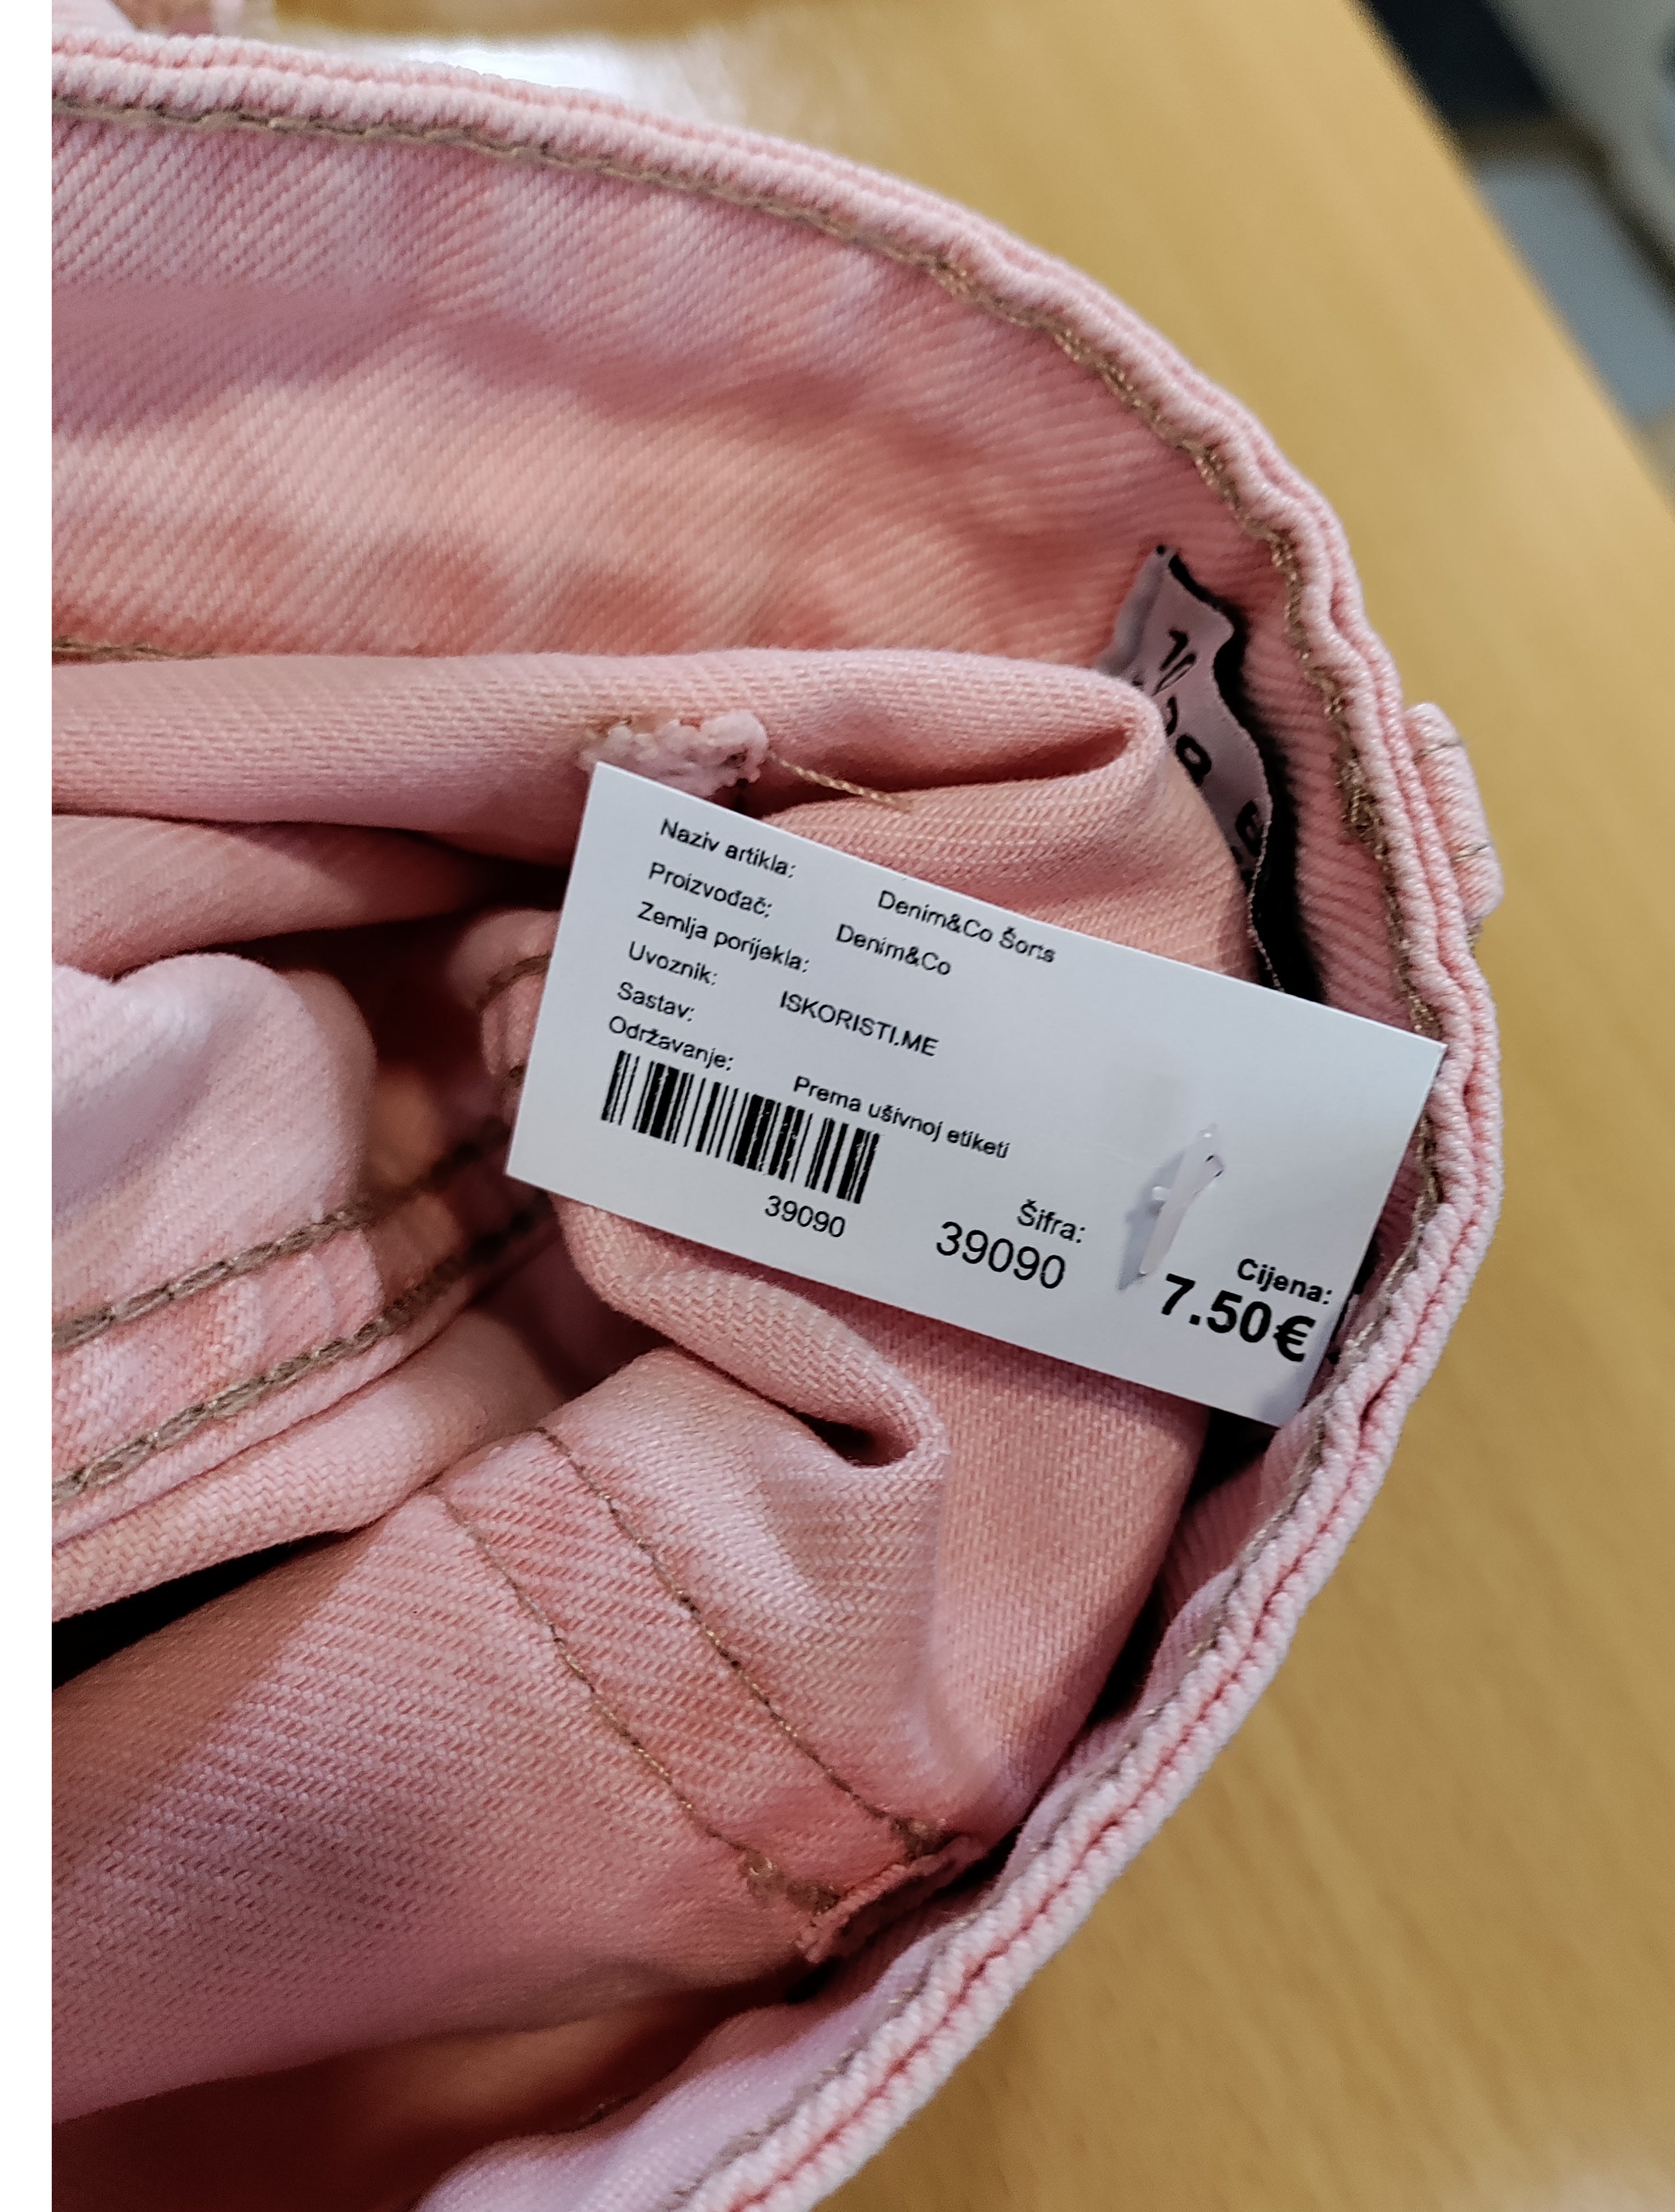 10
Naziv artikla: Denim&Co Šorts
Proizvođač: Denim&Co
Zemlja porijekla:
Uvoznik: ISKORISTI.ME
Sastav:
Održavanje: Prema ušivnoj etiketi
39090
Šifra:
39090
Cijena:
7.50€